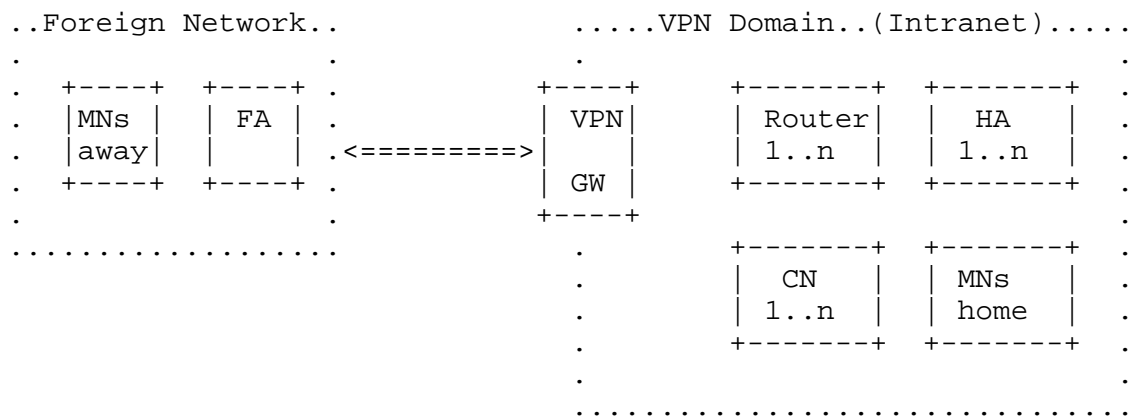 ..Foreign Network..             .....VPN Domain..(Intranet).....
.                 .             .                              .
.  +----+  +----+ .           +----+     +-------+  +-------+  .
.  |MNs |  | FA | .           | VPN|     | Router|  |  HA   |  .
.  |away|  |    | .<=========>|    |     | 1..n  |  | 1..n  |  .
.  +----+  +----+ .           | GW |     +-------+  +-------+  .
.                 .           +----+                           .
...................             .        +-------+  +-------+  .
                                .        |  CN   |  | MNs   |  .
                                .        | 1..n  |  | home  |  .
                                .        +-------+  +-------+  .
                                .                              .
                                ................................